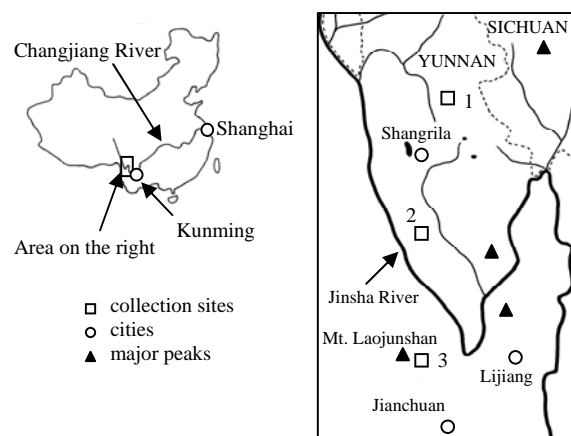 Changjiang River
Shanghai
Kunming
Area on the right
collection sites
cities
major peaks
SICHUAN
YUNNAN
1
Shangrila
2
Jinsha River
Mt. Laojunshan
3
Lijiang
Jianchuan